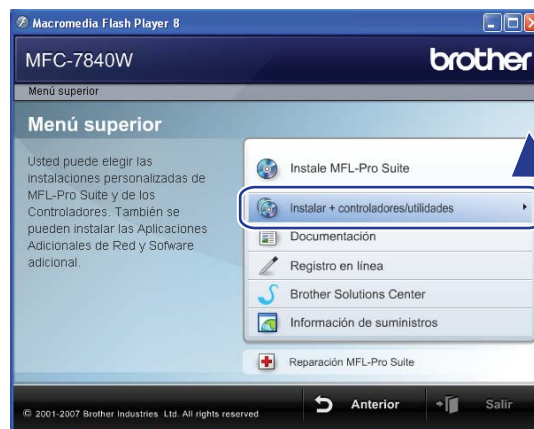 Macromedia Flash Player 8
MFC-7840W
brother
Menú superior
Menú superior
Usted puede elegir las
instalaciones personalizadas de
MFL-Pro Suite y de los
Controladores. También se
pueden instalar las Aplicaciones
Adicionales de Red y Sofware
adicional.
Instale MFL-Pro Suite
Instalar + controladores/utilidades
Documentación
Registro en línea
Brother Solutions Center
Información de suministros
Reparación MFL-Pro Suite
© 2001-2007 Brother Industries Ltd. All rights reserved
Anterior
Salir